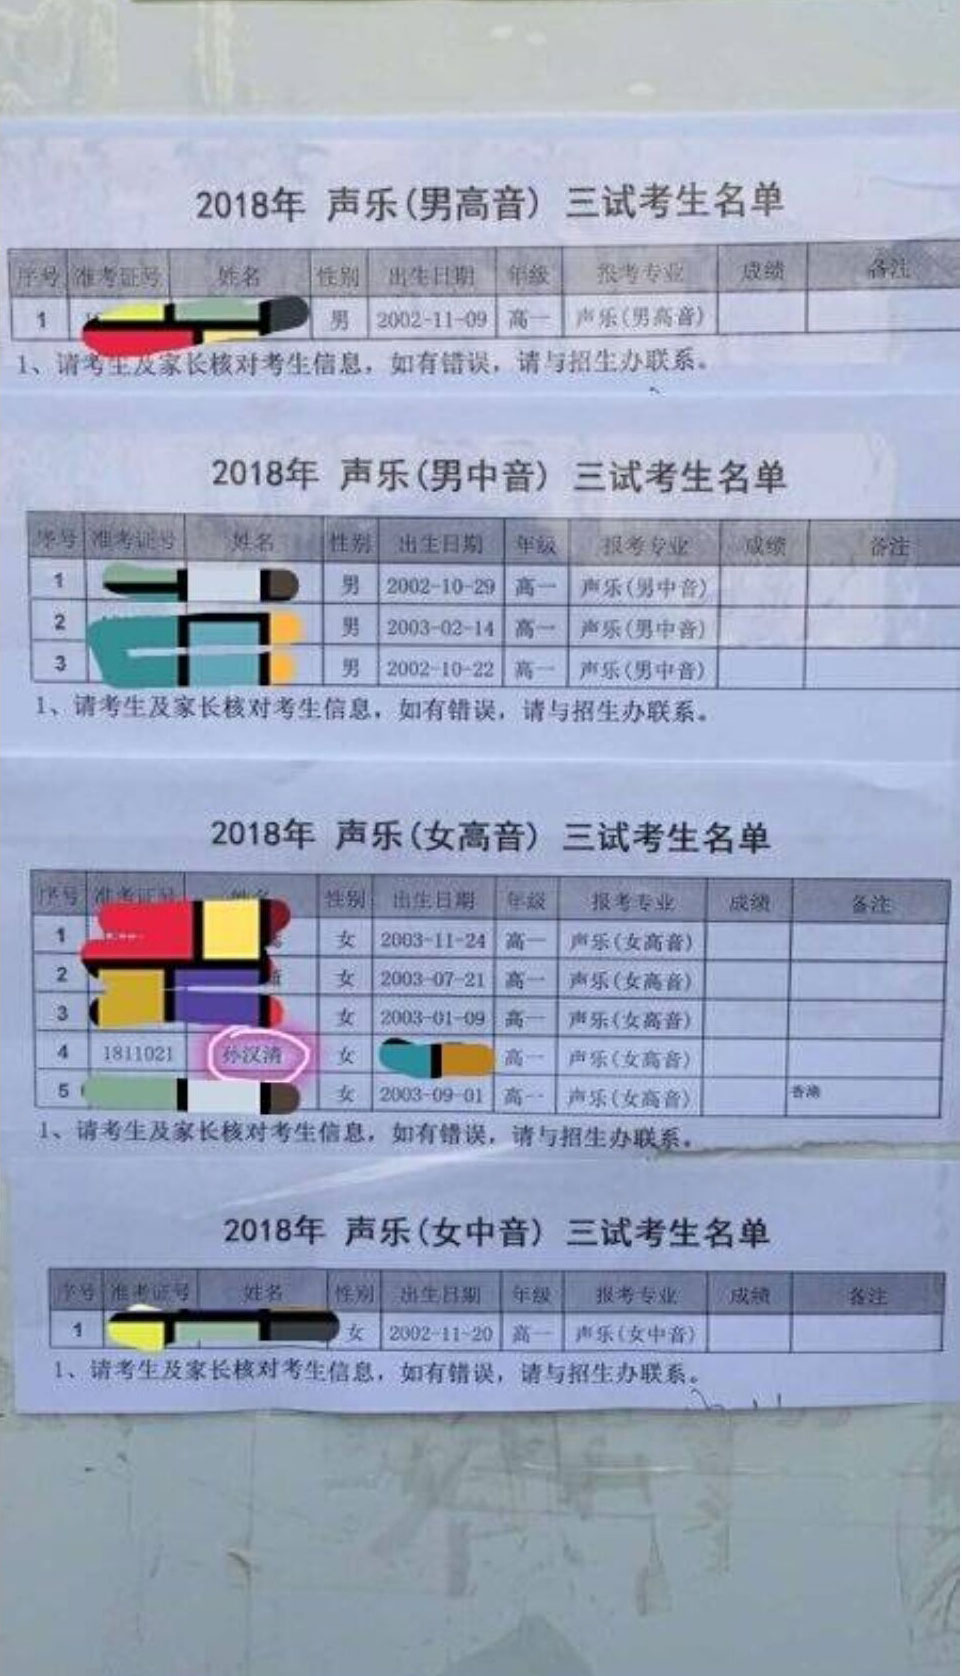 2018年 声乐(男高音) 三试考生名单
序号 准考证号 姓名 性别 出生日期 年级 报考专业 成绩 备注
1 男 2002-11-09 高一 声乐(男高音)
1、请考生及家长核对考生信息，如有错误，请与招生办联系。
2018年 声乐(男中音) 三试考生名单
序号 准考证号 姓名 性别 出生日期 年级 报考专业 成绩 备注
1 男 2002-10-29 高一 声乐(男中音)
2 男 2003-02-14 高一 声乐(男中音)
3 男 2002-10-22 高一 声乐(男中音)
1、请考生及家长核对考生信息，如有错误，请与招生办联系。
2018年 声乐(女高音) 三试考生名单
序号 准考证号 姓名 性别 出生日期 年级 报考专业 成绩 备注
1 女 2003-11-24 高一 声乐(女高音)
2 女 2003-07-21 高一 声乐(女高音)
3 女 2003-01-09 高一 声乐(女高音)
4 1811021 孙汉清 女 高一 声乐(女高音)
5 女 2003-09-01 高一 声乐(女高音) 香港
1、请考生及家长核对考生信息，如有错误，请与招生办联系。
2018年 声乐(女中音) 三试考生名单
序号 准考证号 姓名 性别 出生日期 年级 报考专业 成绩 备注
1 女 2002-11-20 高一 声乐(女中音)
1、请考生及家长核对考生信息，如有错误，请与招生办联系。